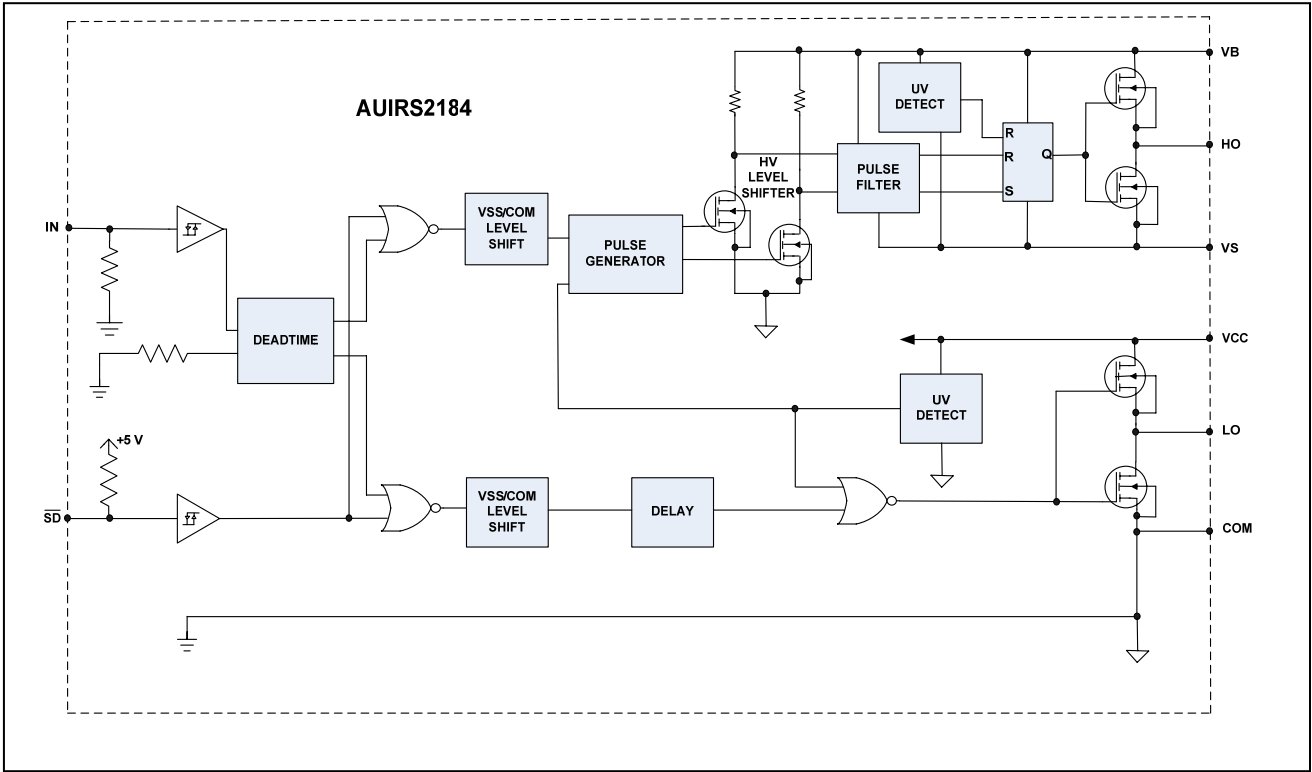 AUIRS2184
VB
UV
DETECT
R
R
S
Q
HO
HV
LEVEL
SHIFTER
PULSE
FILTER
IN
VSS/COM
LEVEL
SHIFT
PULSE
GENERATOR
VS
DEADTIME
VCC
UV
DETECT
+5 V
LO
SD
VSS/COM
LEVEL
SHIFT
DELAY
COM